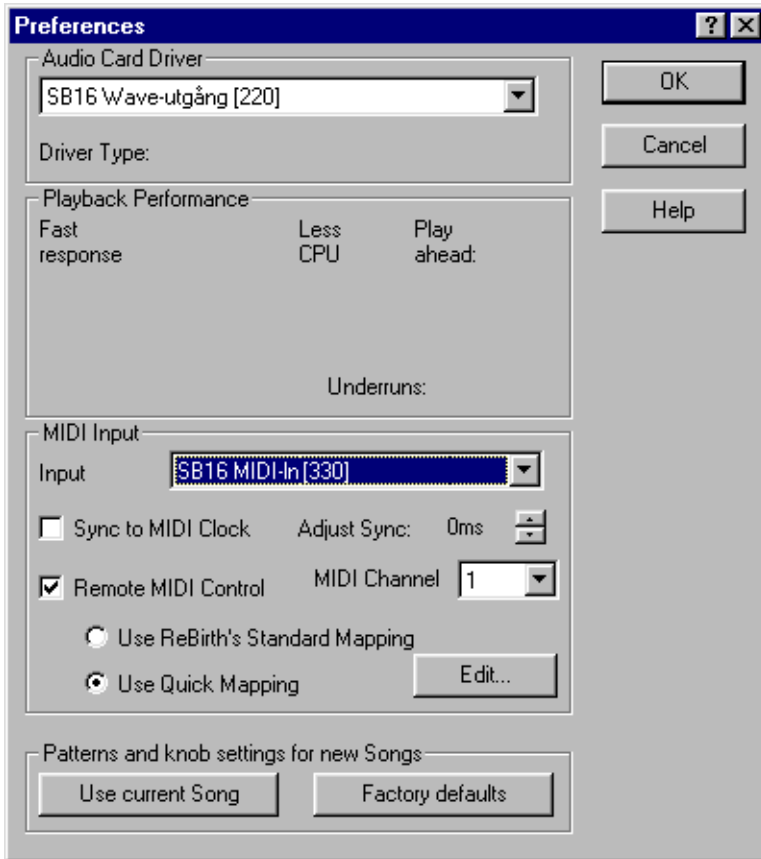 Preferences
Audio Card Driver
SB16 Wave-utgång [220]
Driver Type:
OK
Cancel
Help
Playback Performance
Fast response
Less CPU
Play ahead:
Underruns:
MIDI Input
Input SB16 MIDI-In [330]
Sync to MIDI Clock Adjust Sync: 0ms
Remote MIDI Control MIDI Channel 1
Use ReBirth's Standard Mapping
Use Quick Mapping Edit...
Patterns and knob settings for new Songs
Use current Song Factory defaults